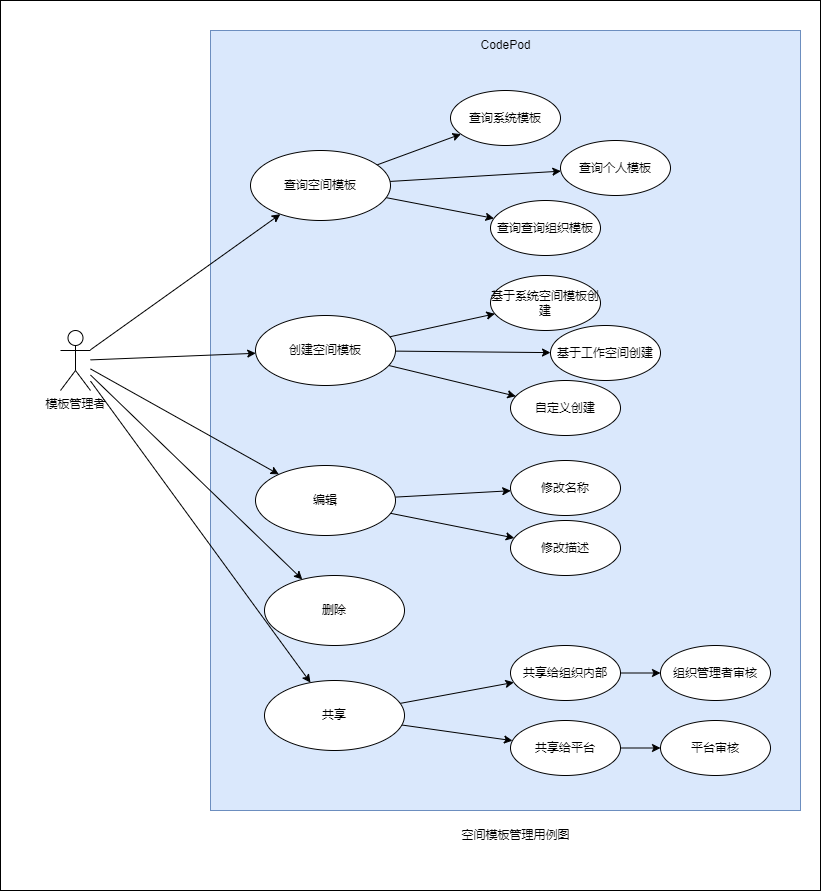 CodePod
查询系统模板
查询个人模板
查询空间模板
查询查询组织模板
基于系统空间模板创
建
创建空间模板
基于工作空间创建
自定义创建
模板管理者
修改名称
编辑
修改描述
删除
共享给组织内部
组织管理者审核
共享
共享给平台
平台审核
空间模板管理用例图